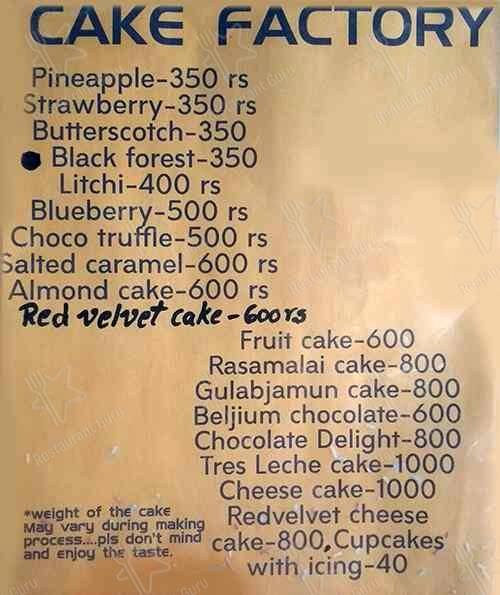 CAKE FACTORY
Pineapple-350 rs
Strawberry-350 rs
Butterscotch-350
Black forest-350
Litchi-400 rs
Blueberry-500 rs
Choco truffle-500 rs
Salted caramel-600 rs
Almond cake-600 rs
Red velvet cake-600rs
Fruit cake-600
Rasamalai cake-800
Gulabjamun cake-800
Beljium chocolate-600
Chocolate Delight-800
Tres Leche cake-1000
Cheese cake-1000
Redvelvet cheese
cake-800,Cupcakes
with icing-40
*weight of the cake
May vary during making
process....pls don't mind
and enjoy the taste.